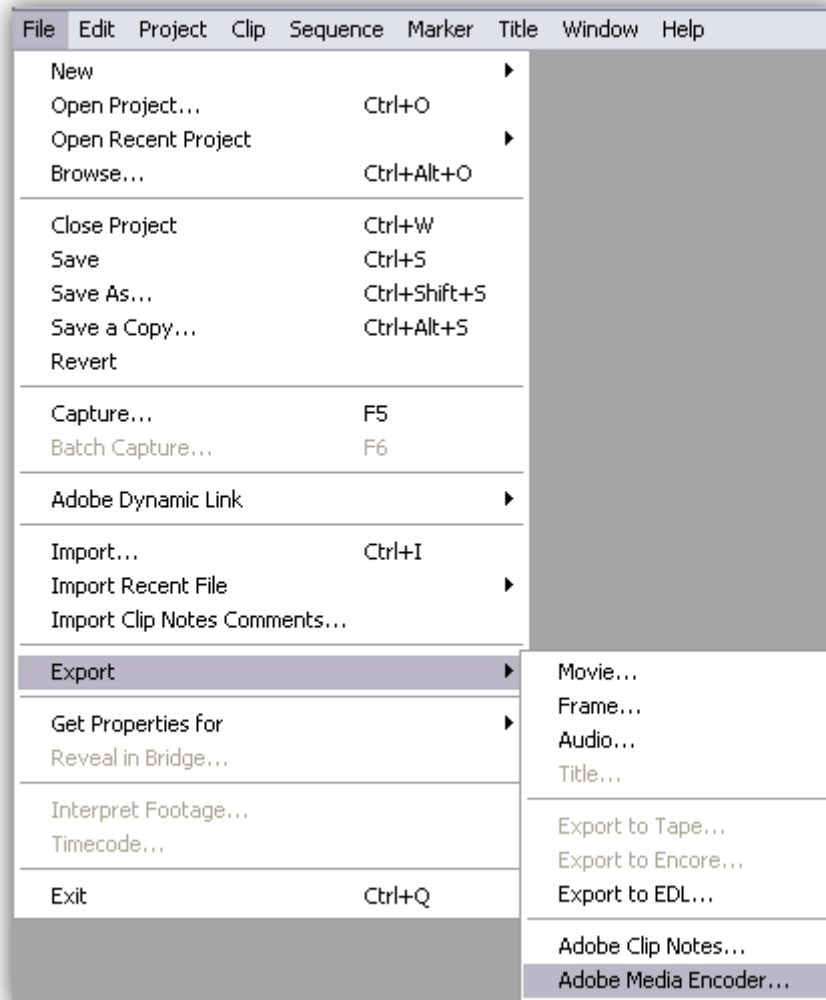 File Edit Project Clip Sequence Marker Title Window Help
New
Open Project... Ctrl+O
Open Recent Project
Browse... Ctrl+Alt+O
Close Project Ctrl+W
Save Ctrl+S
Save As... Ctrl+Shift+S
Save a Copy... Ctrl+Alt+S
Revert
Capture... F5
Batch Capture... F6
Adobe Dynamic Link
Import... Ctrl+I
Import Recent File
Import Clip Notes Comments...
Export
Get Properties for
Reveal in Bridge...
Interpret Footage...
Timecode...
Exit Ctrl+Q
Movie...
Frame...
Audio...
Title...
Export to Tape...
Export to Encore...
Export to EDL...
Adobe Clip Notes...
Adobe Media Encoder...